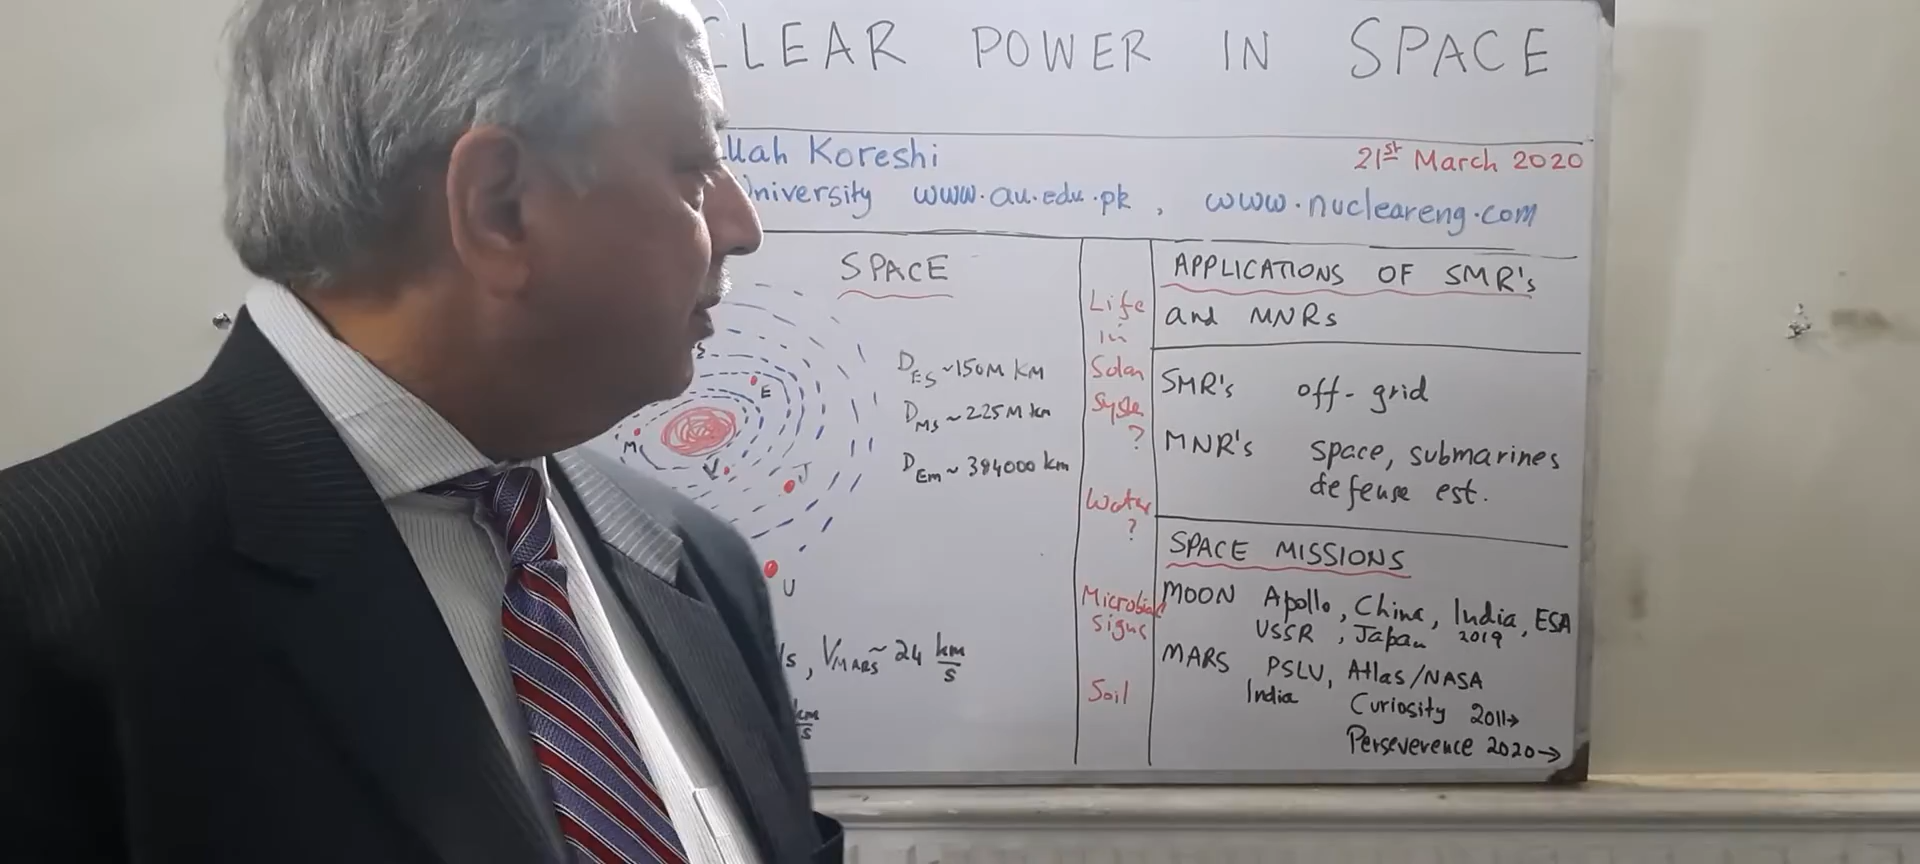 CLEAR POWER IN SPACE
llah Koreshi
21st March 2020
University www.au.edu.pk , www.nucleareng.com
SPACE
S
E
M
V
J
U
DES ~150M KM
DMS ~ 225M km
DEm ~ 384000 km
/s , VMARS ~ 24 km/s
km/s
Life
in
Solar
Syste
?
Water
?
Microbial
signs
Soil
APPLICATIONS OF SMR's
and MNRs
SMR's off-grid
MNR's space, submarines
defense est.
SPACE MISSIONS
MOON Apollo, China, India, ESA
USSR , Japan 2019
MARS PSLV, Atlas/NASA
India Curiosity 2011→
Perseverence 2020→